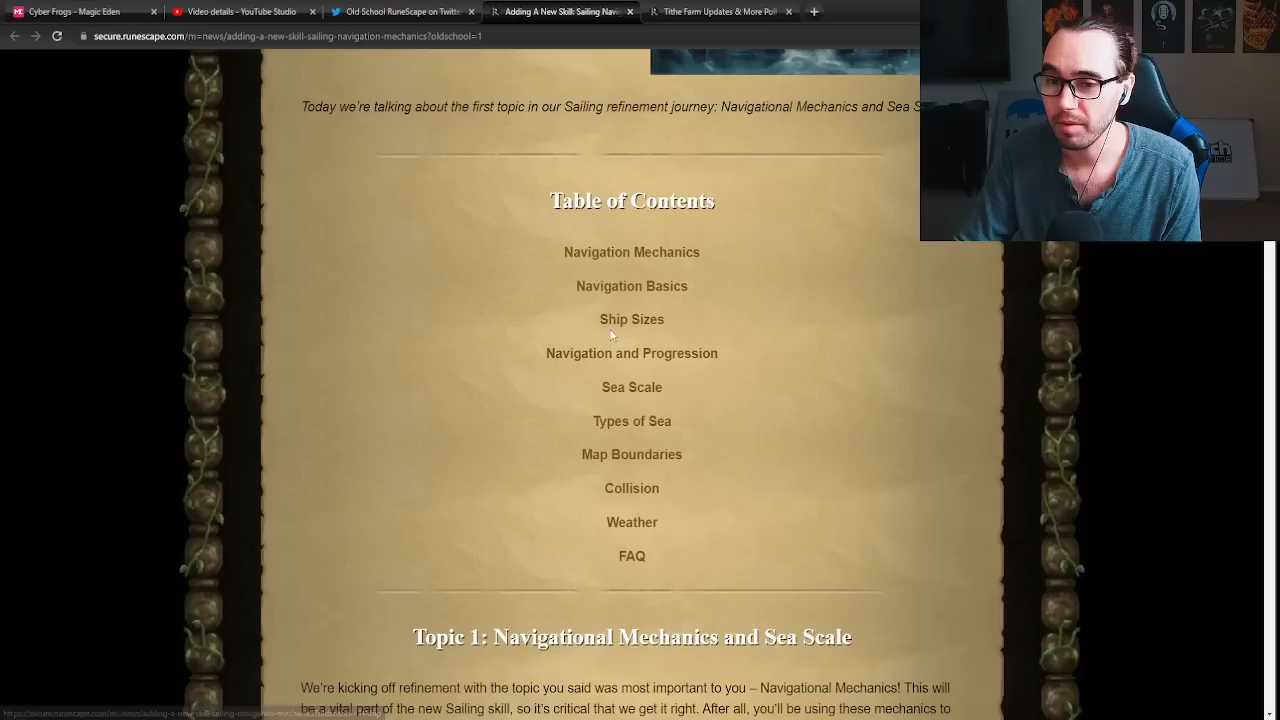 Cyber Frogs - Magic Eden
Video details - YouTube Studio
Old School RuneScape on Twi
Adding A New Skill: Sailing Nav
Tithe Farm Updates & More Poll
secure.runescape.com/m=news/adding-a-new-skill-sailing-navigation-mechanics?oldschool=1
Today we're talking about the first topic in our Sailing refinement journey: Navigational Mechanics and Sea S
Table of Contents
Navigation Mechanics
Navigation Basics
Ship Sizes
Navigation and Progression
Sea Scale
Types of Sea
Map Boundaries
Collision
Weather
FAQ
Topic 1: Navigational Mechanics and Sea Scale
We're kicking off refinement with the topic you said was most important to you – Navigational Mechanics! This will
be a vital part of the new Sailing skill, so it's critical that we get it right. After all, you'll be using these mechanics to